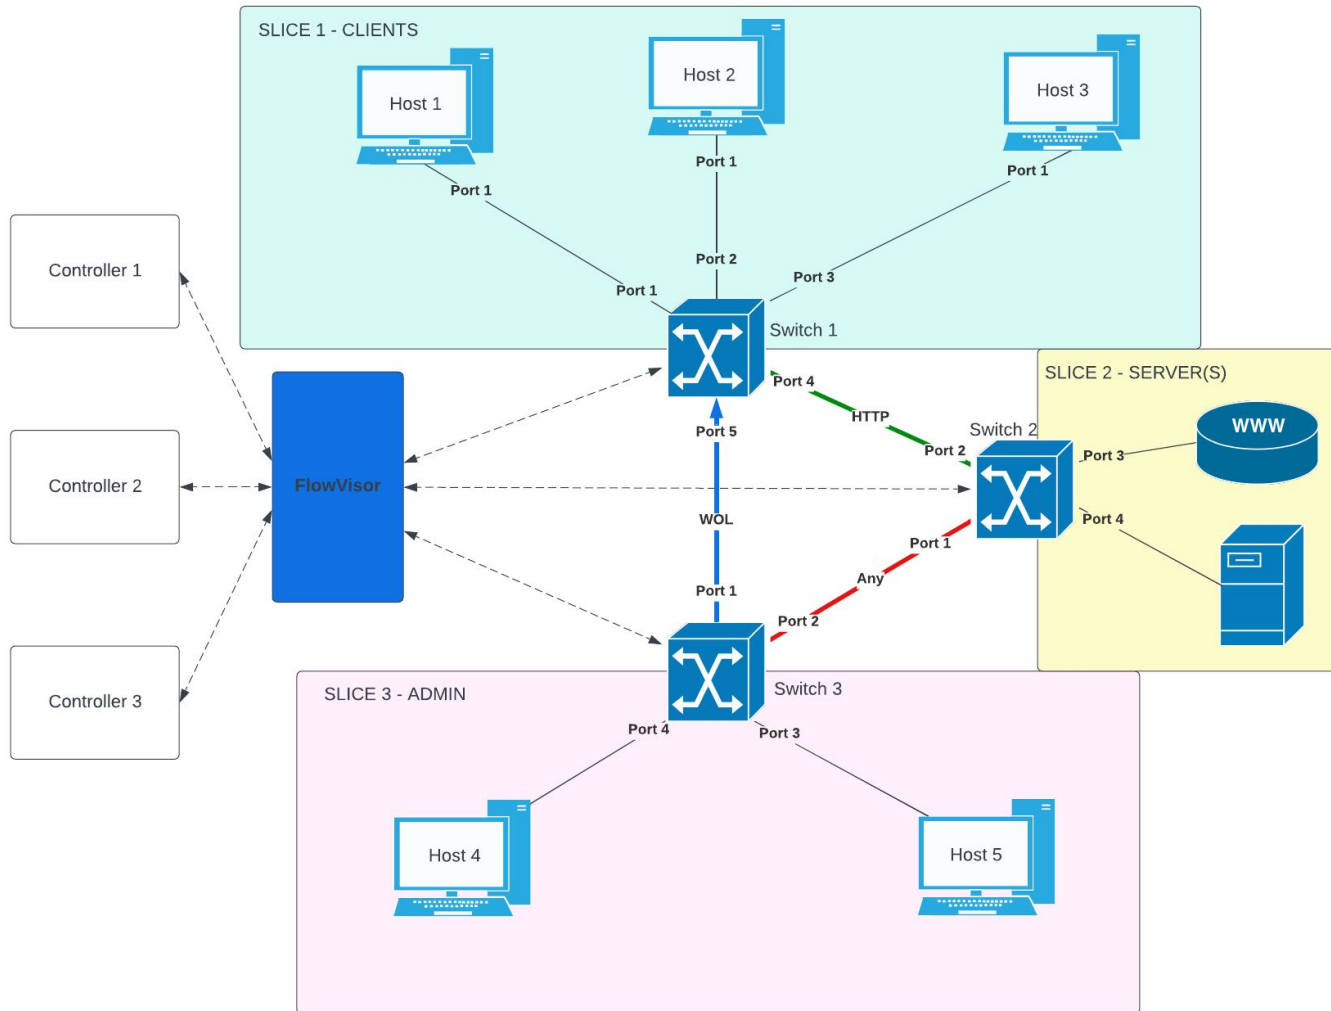 SLICE 1 - CLIENTS
Host 1
Host 2
Host 3
Port 1
Port 1
Port 1
Port 1
Port 2
Port 3
Switch 1
Controller 1
Controller 2
Controller 3
FlowVisor
Port 4
HTTP
Port 2
Switch 2
SLICE 2 - SERVER(S)
WWW
Port 3
Port 4
Port 5
WOL
Port 1
Port 1
Any
Port 2
SLICE 3 - ADMIN
Switch 3
Port 4
Port 3
Host 4
Host 5